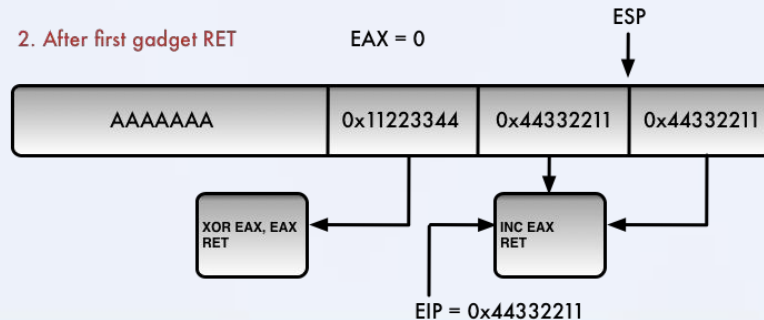 ESP
2. After first gadget RET
EAX = 0
AAAAAAA
0x11223344
0x44332211
0x44332211
XOR EAX, EAX
RET
INC EAX
RET
EIP = 0x44332211